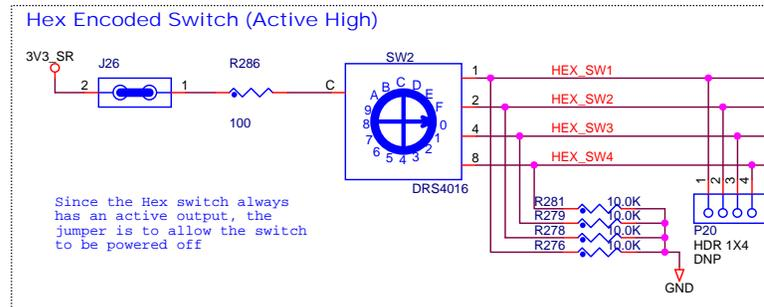 Hex Encoded Switch (Active High)
3V3_SR
J26
2
1
R286
100
SW2
C
0
1
2
3
4
5
6
7
8
9
A
B
C
D
E
F
DRS4016
1
2
4
8
HEX_SW1
HEX_SW2
HEX_SW3
HEX_SW4
Since the Hex switch always
has an active output, the
jumper is to allow the switch
to be powered off
R281 10.0K
R279 10.0K
R278 10.0K
R276 10.0K
1
2
3
4
P20
HDR 1X4
DNP
GND